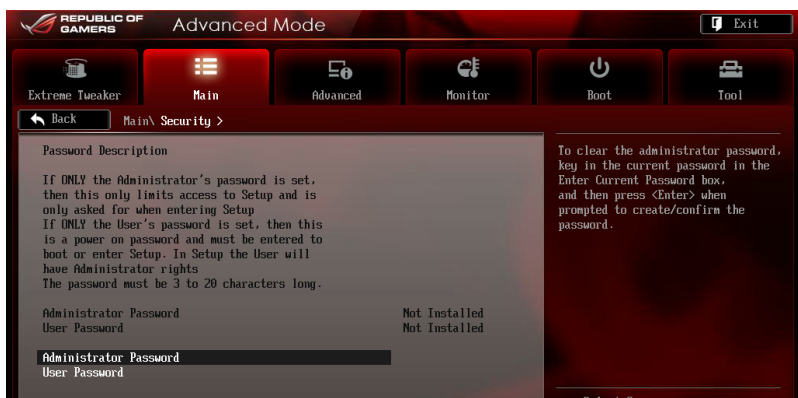 REPUBLIC OF
GAMERS
Advanced Mode
Exit
Extreme Tweaker
Main
Advanced
Monitor
Boot
Tool
Back
Main\ Security >
Password Description
If ONLY the Administrator's password is set,
then this only limits access to Setup and is
only asked for when entering Setup
If ONLY the User's password is set, then this
is a power on password and must be entered to
boot or enter Setup. In Setup the User will
have Administrator rights
The password must be 3 to 20 characters long.
Administrator Password Not Installed
User Password Not Installed
Administrator Password
User Password
To clear the administrator password,
key in the current password in the
Enter Current Password box,
and then press <Enter> when
prompted to create/confirm the
password.